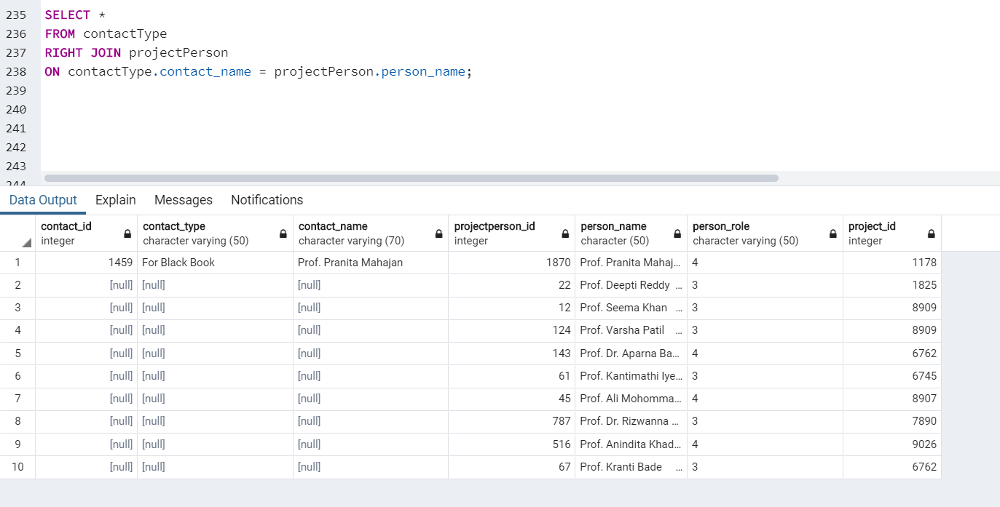 235 SELECT *
236 FROM contactType
237 RIGHT JOIN projectPerson
238 ON contactType.contact_name = projectPerson.person_name;
239
240
241
242
243
244
Data Output Explain Messages Notifications
contact_id contact_type contact_name projectperson_id person_name person_role project_id
integer character varying (50) character varying (70) integer character (50) character varying (50) integer
1 1459 For Black Book Prof. Pranita Mahajan 1870 Prof. Pranita Mahaj... 4 1178
2 [null] [null] [null] 22 Prof. Deepti Reddy ... 3 1825
3 [null] [null] [null] 12 Prof. Seema Khan ... 3 8909
4 [null] [null] [null] 124 Prof. Varsha Patil ... 3 8909
5 [null] [null] [null] 143 Prof. Dr. Aparna Ba... 4 6762
6 [null] [null] [null] 61 Prof. Kantimathi Iye... 3 6745
7 [null] [null] [null] 45 Prof. Ali Mohomma... 4 8907
8 [null] [null] [null] 787 Prof. Dr. Rizwanna ... 3 7890
9 [null] [null] [null] 516 Prof. Anindita Khad... 4 9026
10 [null] [null] [null] 67 Prof. Kranti Bade ... 3 6762